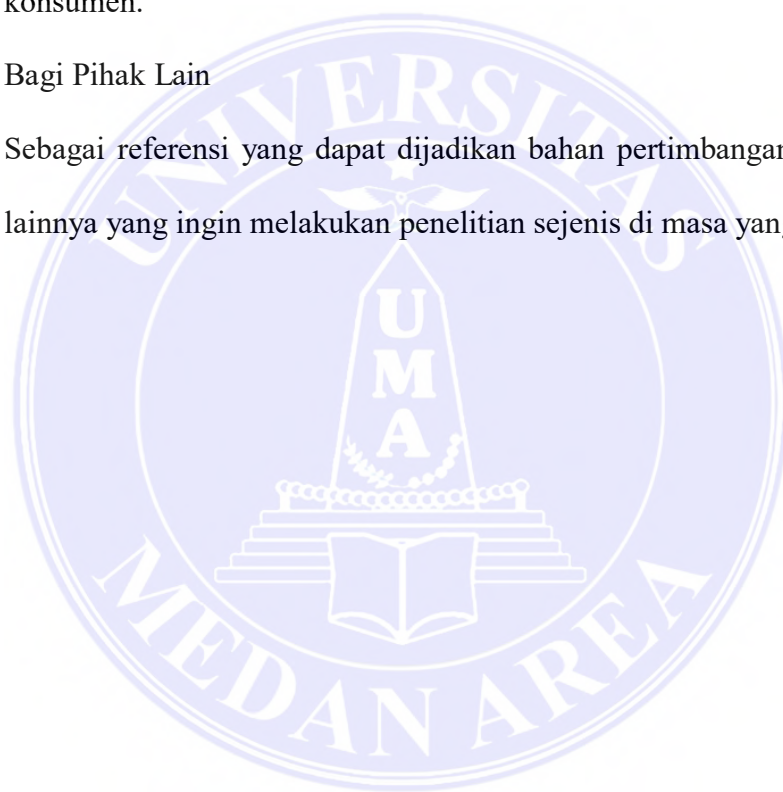 konsumen.
Bagi Pihak Lain
Sebagai referensi yang dapat dijadikan bahan pertimbangan
lainnya yang ingin melakukan penelitian sejenis di masa yang
UNIVERSITAS
U
M
A
MEDAN AREA